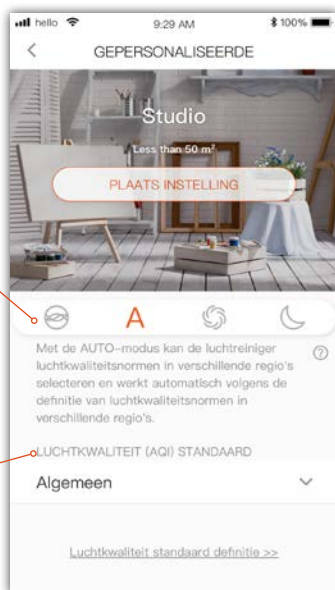 hello 9:29 AM 100%
GEPERSONALISEERDE
Studio
Less than 50 m²
PLAATS INSTELLING
A
Met de AUTO-modus kan de luchtreiniger
luchtkwaliteitsnormen in verschillende regio's
selecteren en werkt automatisch volgens de
definitie van luchtkwaliteitsnormen in
verschillende regio's.
LUCHTKWALITEIT (AQI) STANDAARD
Algemeen
Luchtkwaliteit standaard definitie >>